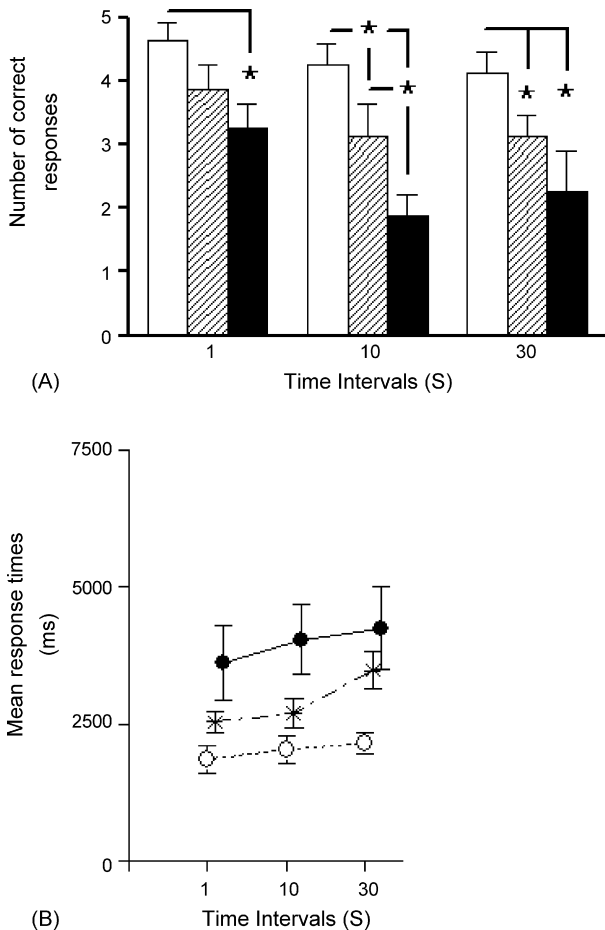 5
4
3
2
1
0
Number of correct
responses
1 10 30
(A) Time Intervals (S)
7500
5000
2500
0
Mean response times
(ms)
1 10 30
(B) Time Intervals (S)